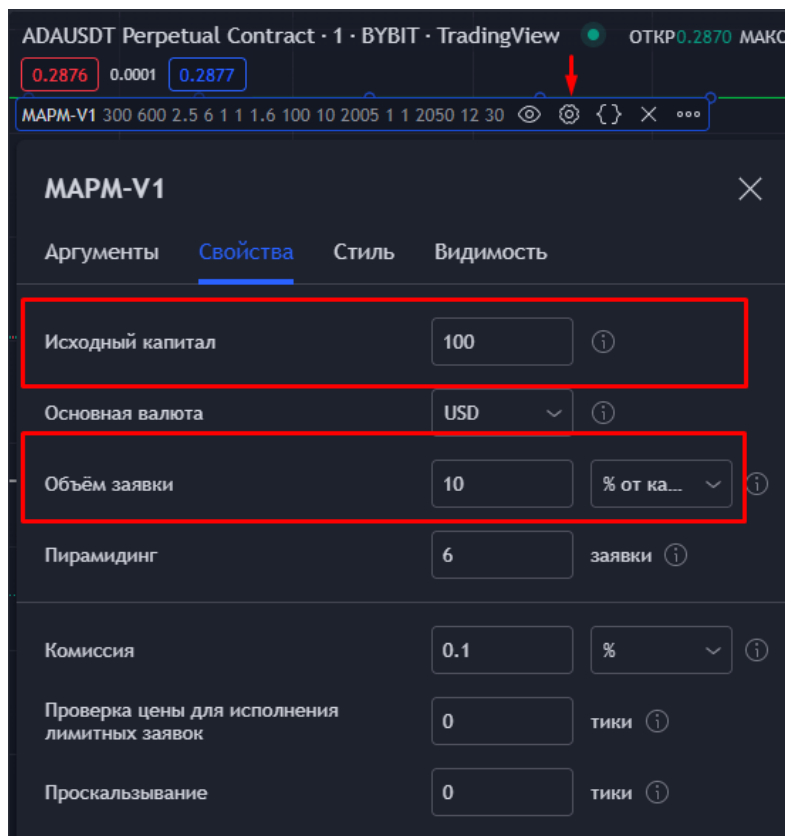 ADAUSDT Perpetual Contract · 1 · BYBIT · TradingView ОТКР0.2870 МАКС
0.2876 0.0001 0.2877
MAPM-V1 300 600 2.5 6 1 1 1.6 100 10 2005 1 1 2050 12 30
MAPM-V1
Аргументы Свойства Стиль Видимость
Исходный капитал 100
Основная валюта USD
Объём заявки 10 % от ка...
Пирамидинг 6 заявки
Комиссия 0.1 %
Проверка цены для исполнения
лимитных заявок 0 тики
Проскальзывание 0 тики